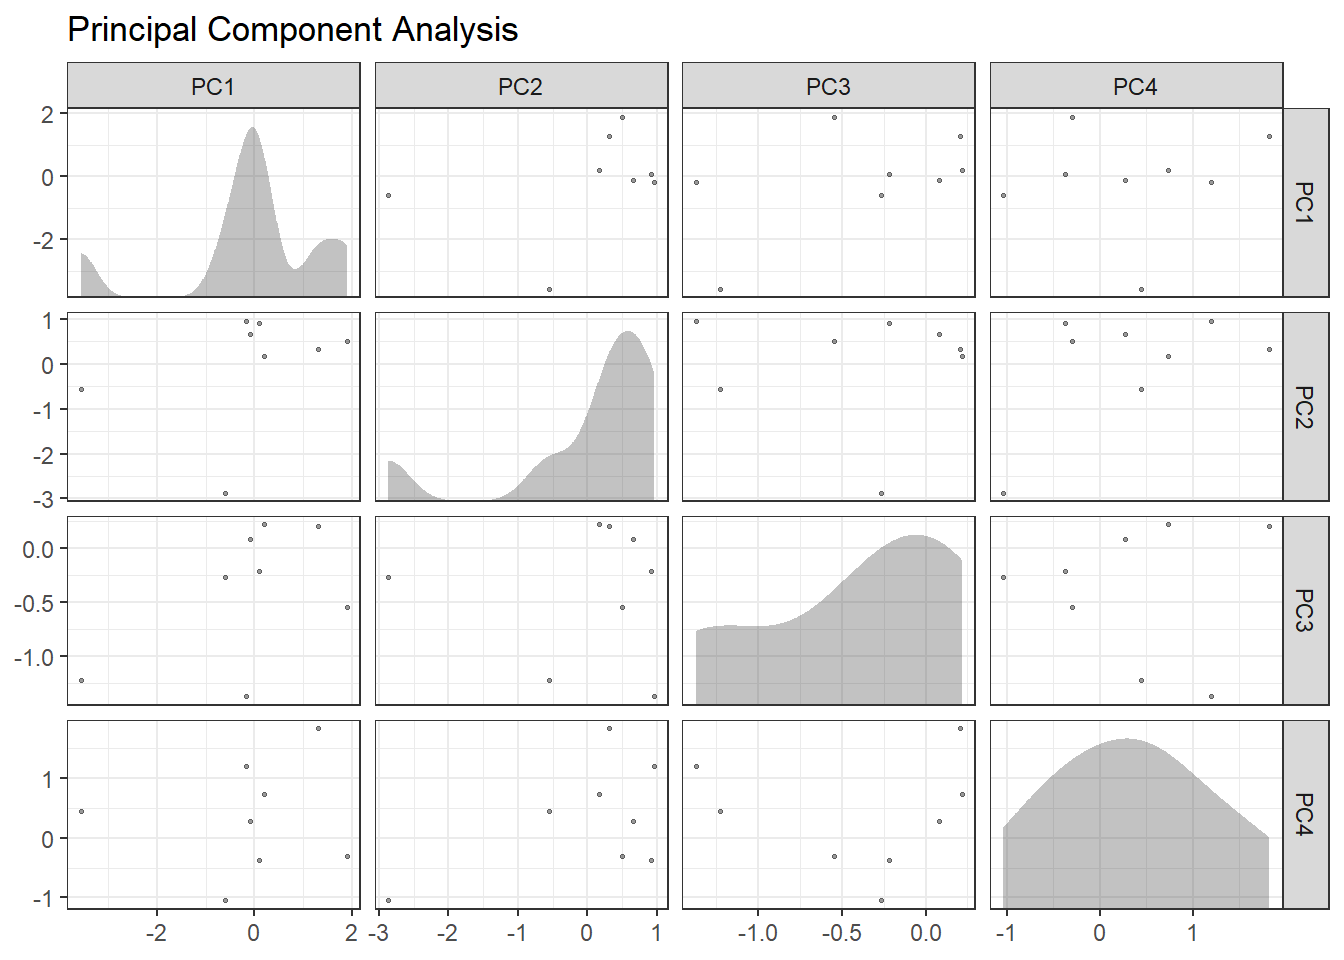 Principal Component Analysis
PC1 PC2 PC3 PC4
2
0
-2
PC1
1
0
-1
-2
-3
PC2
0.0
-0.5
-1.0
PC3
1
0
-1
PC4
-2 0 2 -3 -2 -1 0 1 -1.0 -0.5 0.0 -1 0 1